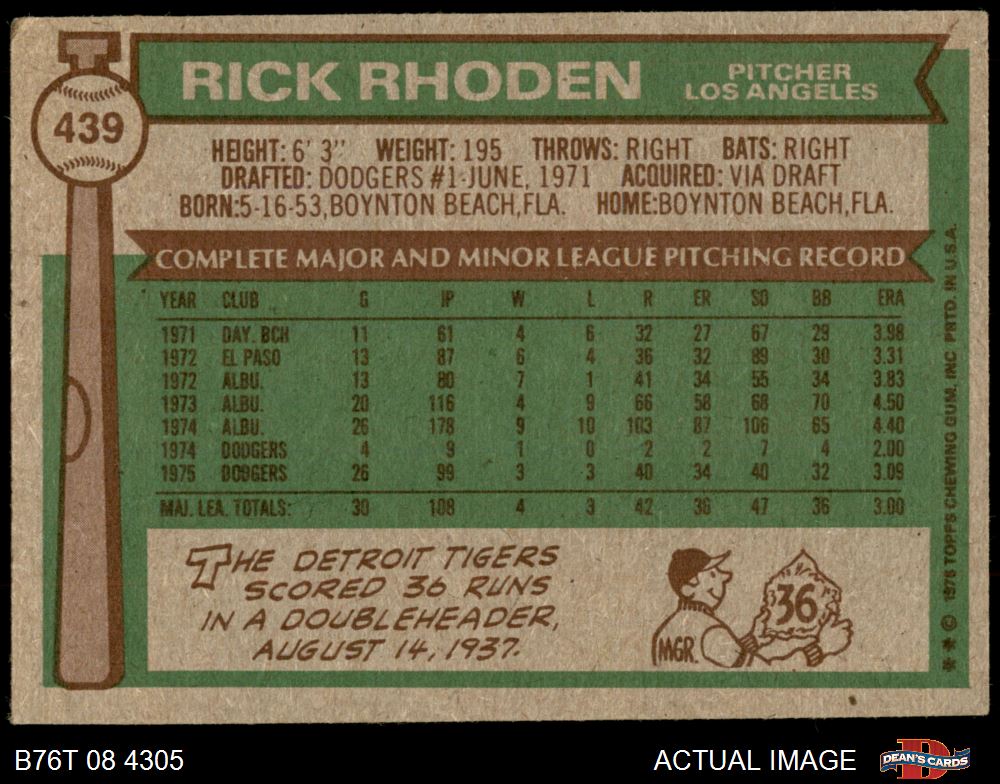 439
RICK RHODEN
PITCHER
LOS ANGELES
HEIGHT: 6' 3" WEIGHT: 195 THROWS: RIGHT BATS: RIGHT
DRAFTED: DODGERS #1-JUNE, 1971 ACQUIRED: VIA DRAFT
BORN:5-16-53,BOYNTON BEACH,FLA. HOME:BOYNTON BEACH,FLA.
COMPLETE MAJOR AND MINOR LEAGUE PITCHING RECORD
YEAR CLUB G IP W L R ER SO BB ERA
1971 DAY. BCH 11 61 4 6 32 27 67 29 3.98
1972 EL PASO 13 87 6 4 36 32 89 30 3.31
1972 ALBU. 13 80 7 1 41 34 55 34 3.83
1973 ALBU. 20 116 4 9 66 58 68 70 4.50
1974 ALBU. 26 178 9 10 103 87 106 65 4.40
1974 DODGERS 4 9 1 0 2 2 7 4 2.00
1975 DODGERS 26 99 3 3 40 34 40 32 3.09
MAJ. LEA. TOTALS: 30 108 4 3 42 36 47 36 3.00
THE DETROIT TIGERS
SCORED 36 RUNS
IN A DOUBLEHEADER,
AUGUST 14, 1937.
36
MGR.
** © 1976 TOPPS CHEWING GUM, INC PRTD. IN U.S.A.
B76T 08 4305
ACTUAL IMAGE
D
DEAN'S CARDS